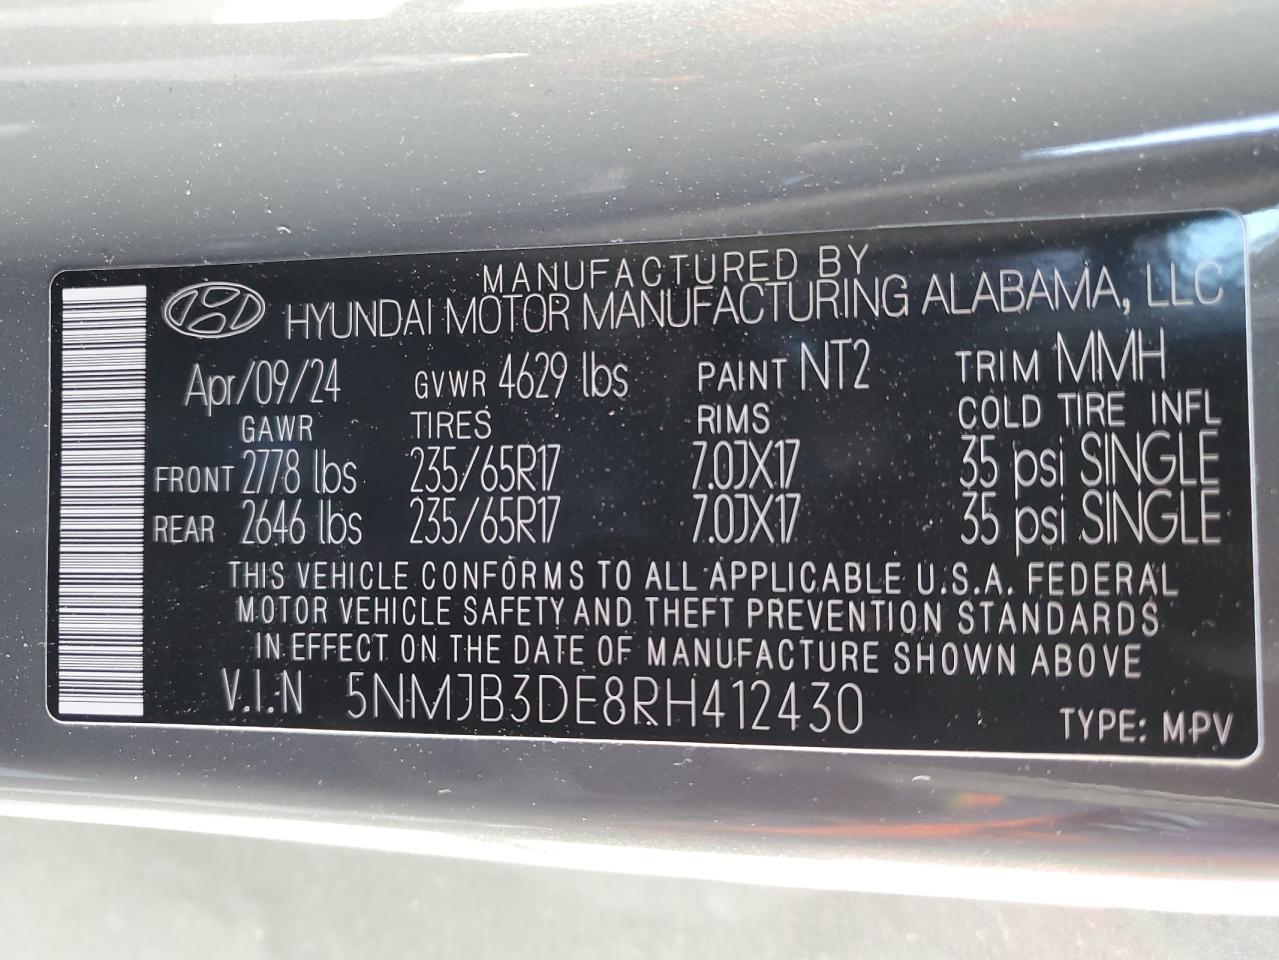 MANUFACTURED BY
HYUNDAI MOTOR MANUFACTURING ALABAMA, LLC
Apr/09/24 GVWR 4629 lbs PAINT NT2 TRIM MMH
GAWR TIRES RIMS COLD TIRE INFL
FRONT 2778 lbs 235/65R17 7.0JX17 35 psi SINGLE
REAR 2646 lbs 235/65R17 7.0JX17 35 psi SINGLE
THIS VEHICLE CONFORMS TO ALL APPLICABLE U.S.A. FEDERAL
MOTOR VEHICLE SAFETY AND THEFT PREVENTION STANDARDS
IN EFFECT ON THE DATE OF MANUFACTURE SHOWN ABOVE
V.I.N 5NMJB3DE8RH412430
TYPE: MPV